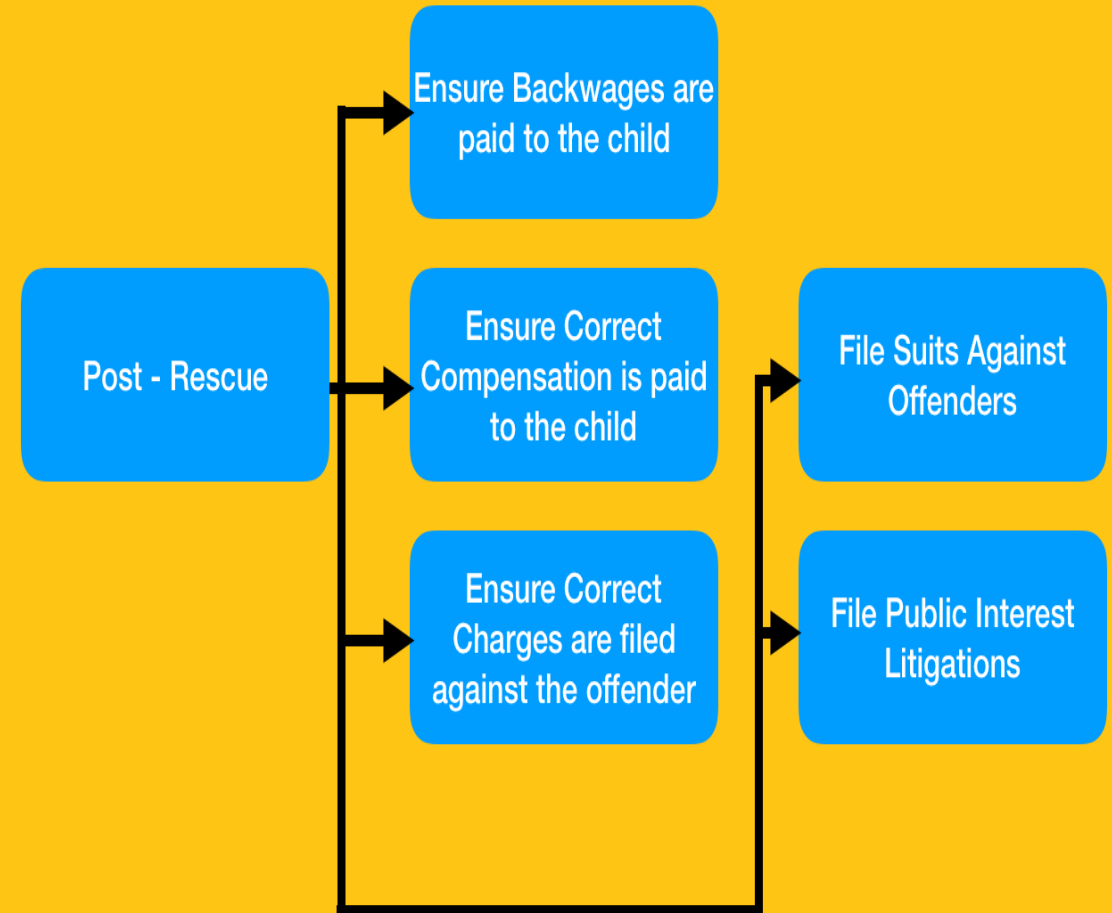 Ensure Backwages are
paid to the child
Post - Rescue
Ensure Correct
Compensation is paid
to the child
File Suits Against
Offenders
Ensure Correct
Charges are filed
against the offender
File Public Interest
Litigations